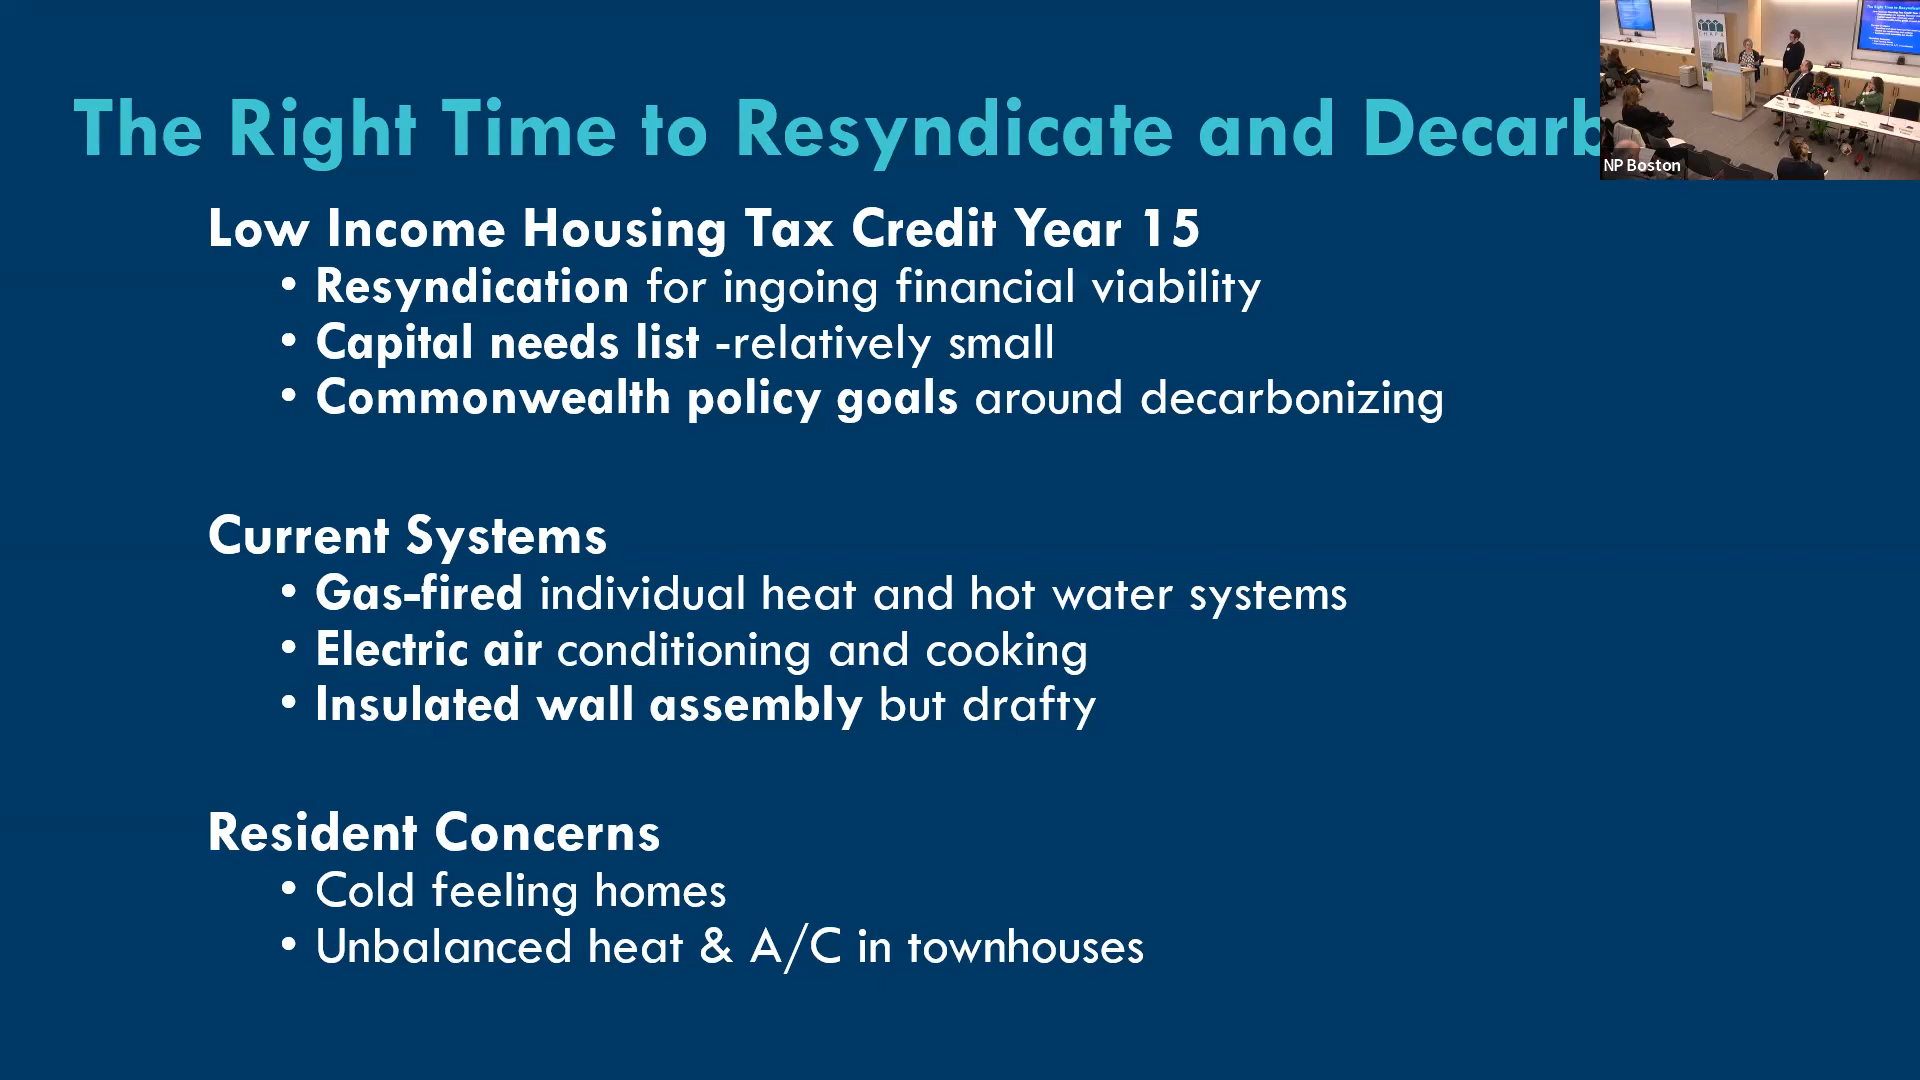 The Right Time to Resyndicate and Decarb
NP Boston
Low Income Housing Tax Credit Year 15
• Resyndication for ingoing financial viability
• Capital needs list -relatively small
• Commonwealth policy goals around decarbonizing
Current Systems
• Gas-fired individual heat and hot water systems
• Electric air conditioning and cooking
• Insulated wall assembly but drafty
Resident Concerns
• Cold feeling homes
• Unbalanced heat & A/C in townhouses